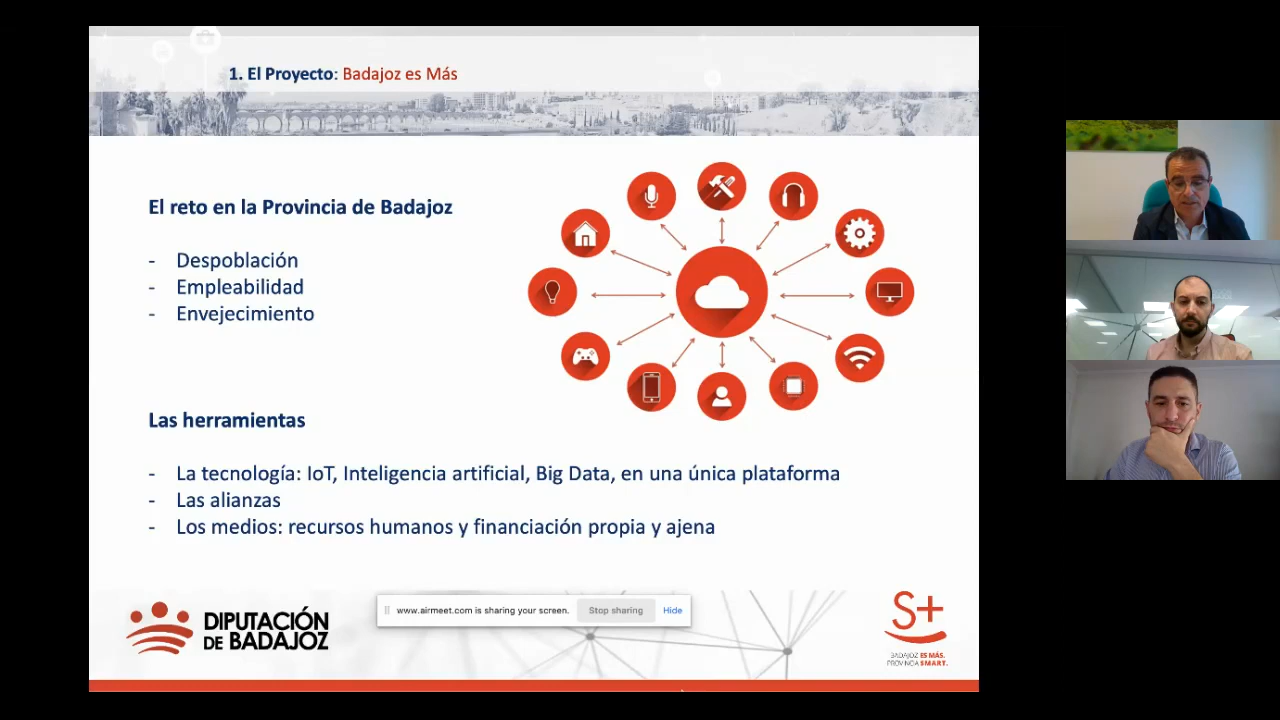 1. El Proyecto: Badajoz es Más
El reto en la Provincia de Badajoz
- Despoblación
- Empleabilidad
- Envejecimiento
Las herramientas
- La tecnología: IoT, Inteligencia artificial, Big Data, en una única plataforma
- Las alianzas
- Los medios: recursos humanos y financiación propia y ajena
DIPUTACIÓN
DE BADAJOZ
www.airmeet.com is sharing your screen.
Stop sharing
Hide
S+
BADAJOZ ES MÁS.
PROVINCIA SMART.